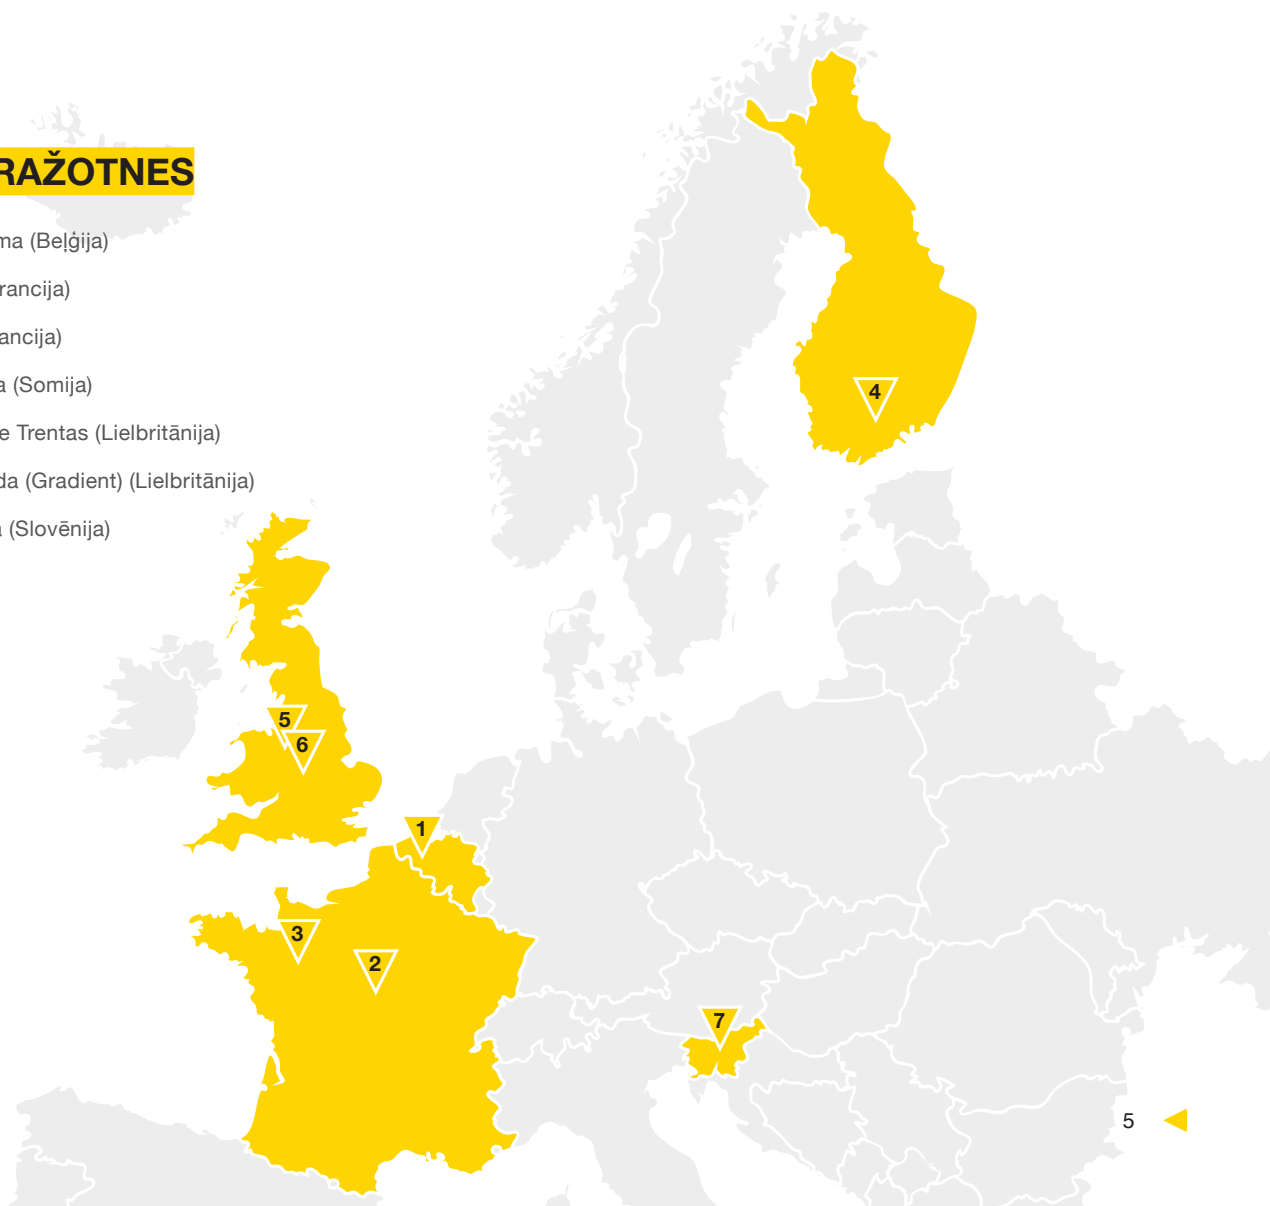 RAŽOTNES
ma (Beļģija)
rancija)
ancija)
a (Somija)
e Trentas (Lielbritānija)
da (Gradient) (Lielbritānija)
a (Slovēnija)
4
5
6
1
3
2
7
5